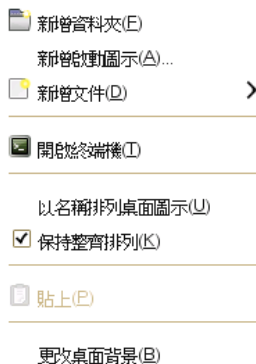 新增資料夾(F)
新增啟動圖示(A)...
新增文件(D)
開啟終端機(T)
以名稱排列桌面圖示(U)
保持整齊排列(K)
貼上(P)
更改桌面背景(B)